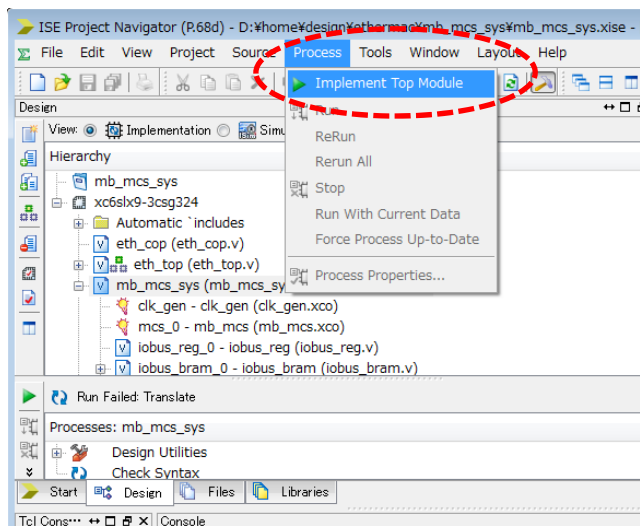 ISE Project Navigator (P.68d) - D:¥home¥design¥ethermac¥mb_mcs_sys¥mb_mcs_sys.xise -
File Edit View Project Source Process Tools Window Layout Help
Implement Top Module
Run
ReRun
Rerun All
Stop
Run With Current Data
Force Process Up-to-Date
Process Properties...
Design
View: Implementation Simu
Hierarchy
mb_mcs_sys
xc6slx9-3csg324
Automatic `includes
eth_cop (eth_cop.v)
eth_top (eth_top.v)
mb_mcs_sys (mb_mcs_sy
clk_gen - clk_gen (clk_gen.xco)
mcs_0 - mb_mcs (mb_mcs.xco)
iobus_reg_0 - iobus_reg (iobus_reg.v)
iobus_bram_0 - iobus_bram (iobus_bram.v)
Run Failed: Translate
Processes: mb_mcs_sys
Design Utilities
Check Syntax
Start Design Files Libraries
Tcl Cons··· Console